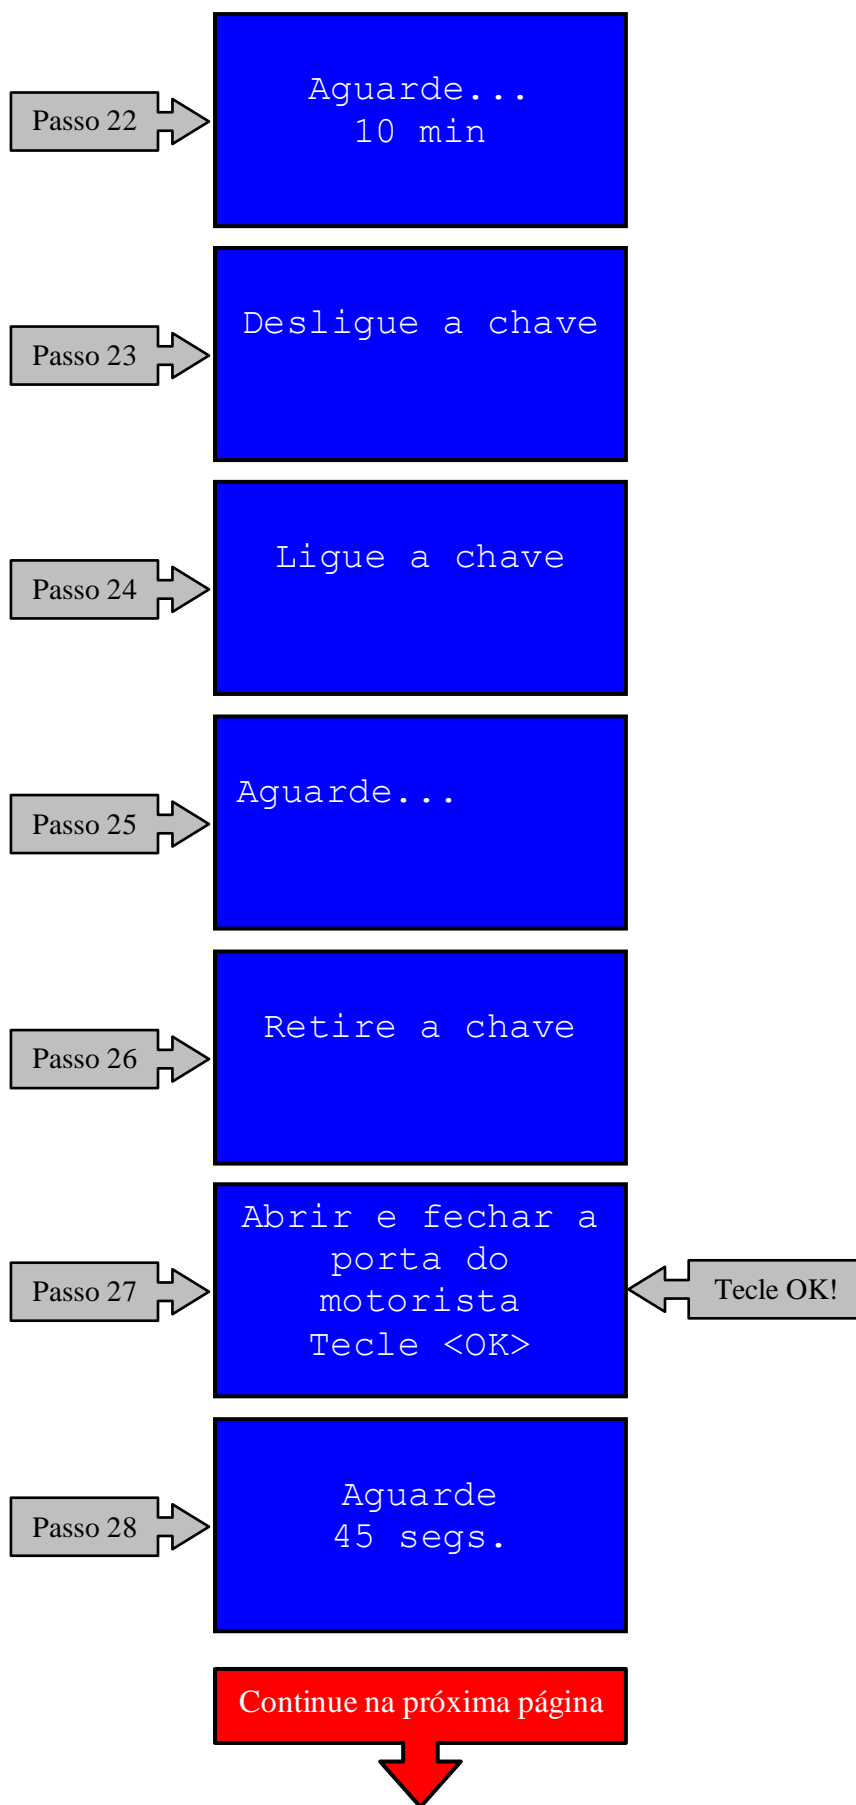 Passo 22
Aguarde...
10 min
Passo 23
Desligue a chave
Passo 24
Ligue a chave
Passo 25
Aguarde...
Passo 26
Retire a chave
Passo 27
Abrir e fechar a
porta do
motorista
Tecle <OK>
Tecle OK!
Passo 28
Aguarde
45 segs.
Continue na próxima página